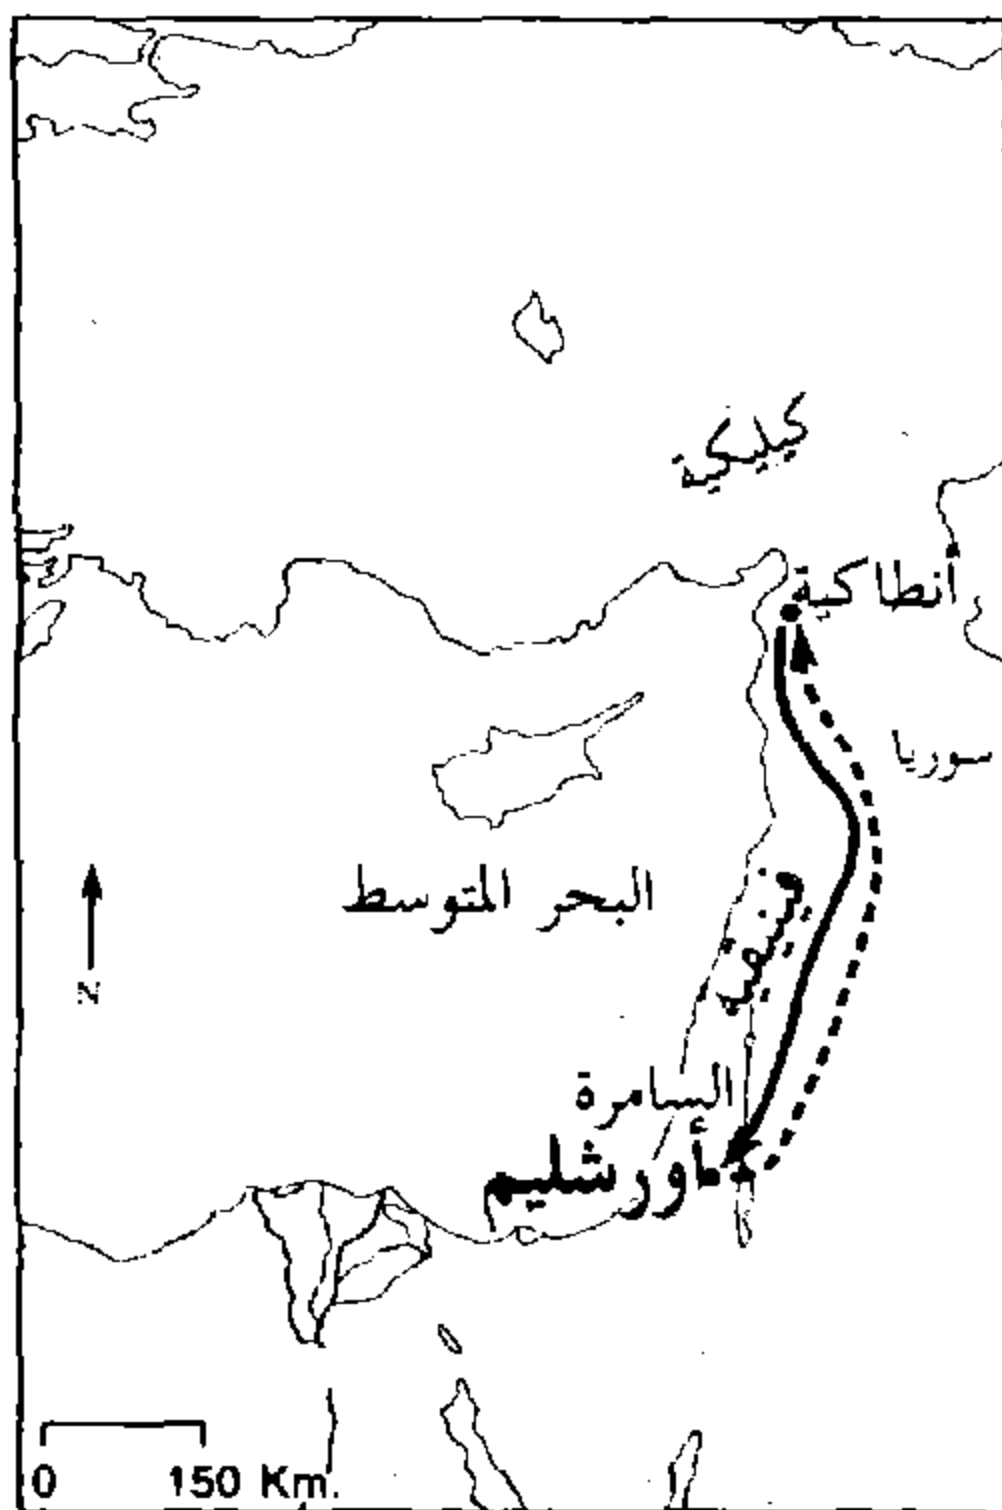 كيليكية
أنطاكية
سوريا
البحر المتوسط
فينيقية
N
السامرة
أورشليم
0 150 Km.